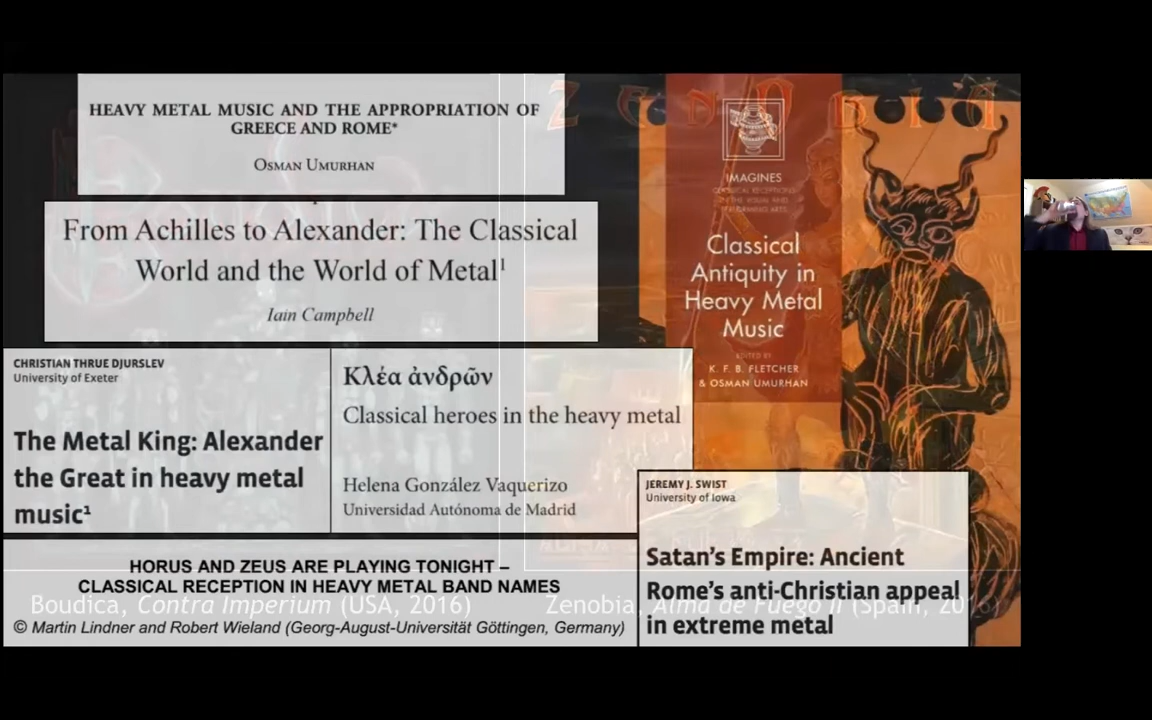 HEAVY METAL MUSIC AND THE APPROPRIATION OF
GREECE AND ROME*
OSMAN UMURHAN
From Achilles to Alexander: The Classical
World and the World of Metal¹
Iain Campbell
CHRISTIAN THRUE DJURSLEV
University of Exeter
The Metal King: Alexander
the Great in heavy metal
music¹
Κλέα ἀνδρῶν
Classical heroes in the heavy metal
Helena González Vaquerizo
Universidad Autónoma de Madrid
HORUS AND ZEUS ARE PLAYING TONIGHT –
CLASSICAL RECEPTION IN HEAVY METAL BAND NAMES
© Martin Lindner and Robert Wieland (Georg-August-Universität Göttingen, Germany)
Boudica, Contra Imperium (USA, 2016)
ZENOBIA
IMAGINES
CLASSICAL RECEPTIONS
IN THE VISUAL AND
PERFORMING ARTS
Classical
Antiquity in
Heavy Metal
Music
EDITED BY
K. F. B. FLETCHER
& OSMAN UMURHAN
JEREMY J. SWIST
University of Iowa
Satan's Empire: Ancient
Rome's anti-Christian appeal
in extreme metal
Zenobia, Alma de Fuego II (Spain,